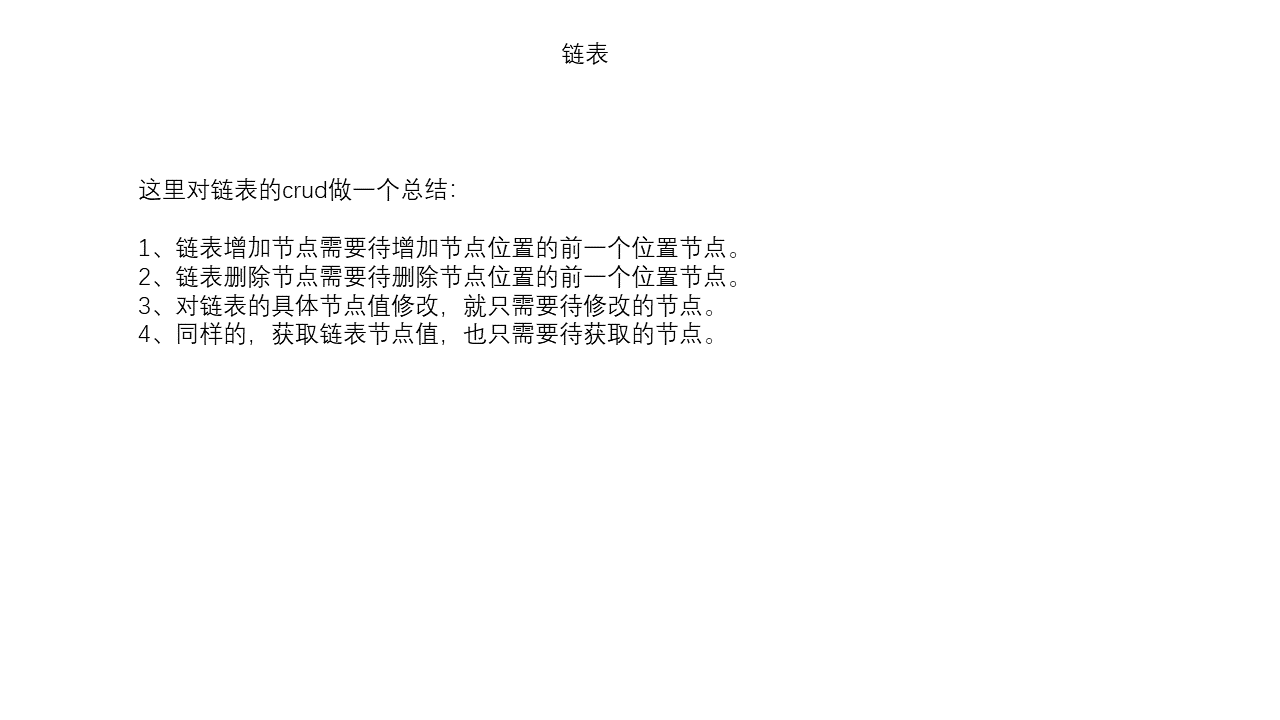 链表
这里对链表的crud做一个总结：
1、链表增加节点需要待增加节点位置的前一个位置节点。
2、链表删除节点需要待删除节点位置的前一个位置节点。
3、对链表的具体节点值修改，就只需要待修改的节点。
4、同样的，获取链表节点值，也只需要待获取的节点。